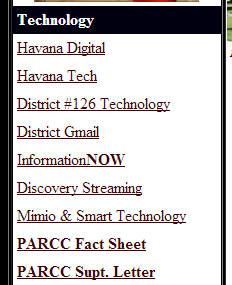 Technology
Havana Digital
Havana Tech
District #126 Technology
District Gmail
InformationNOW
Discovery Streaming
Mimio & Smart Technology
PARCC Fact Sheet
PARCC Supt. Letter